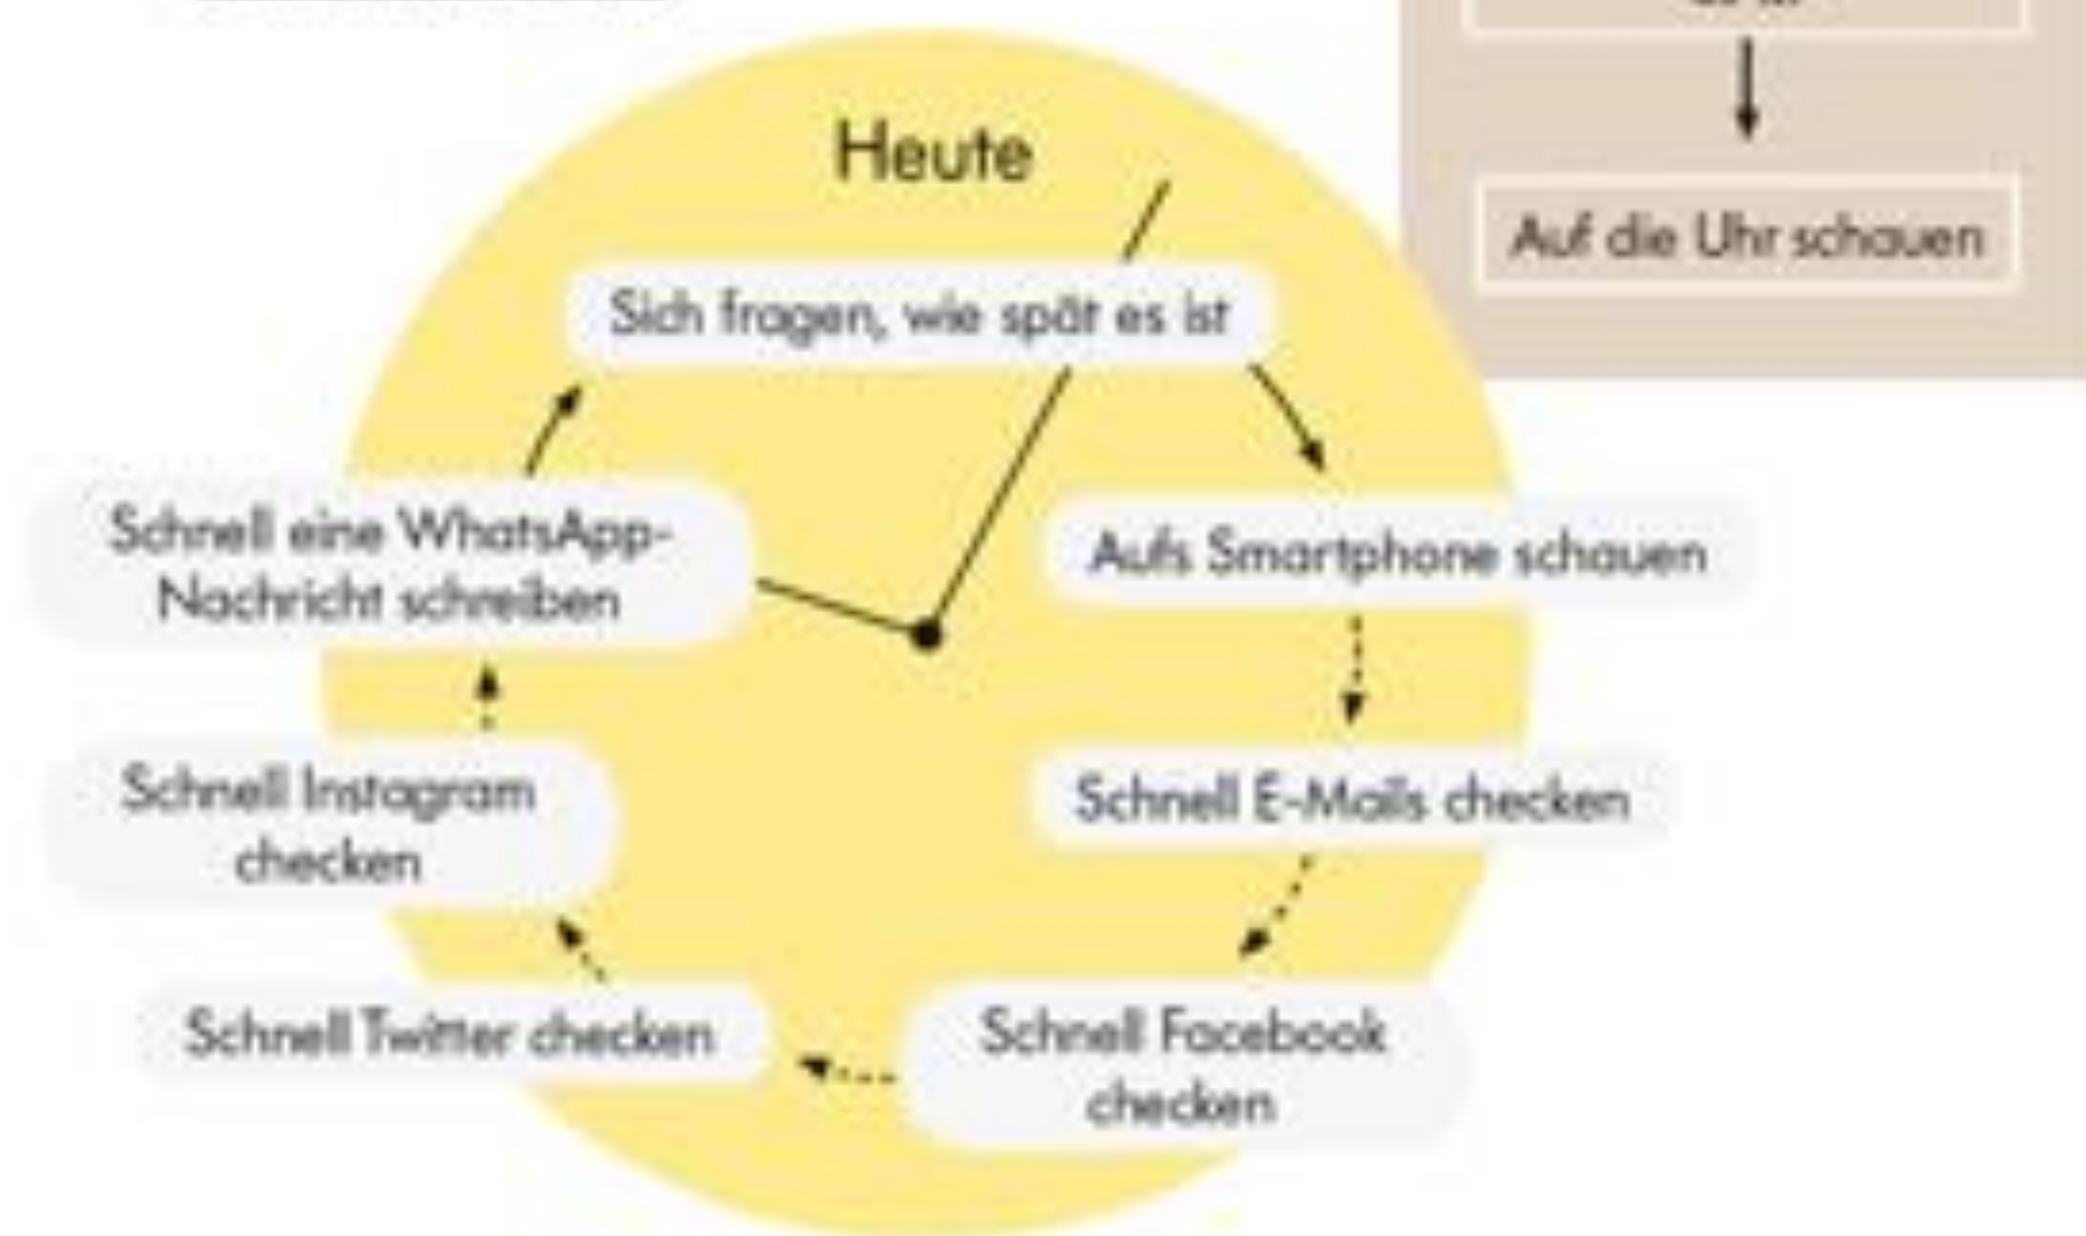 Heute
Sich fragen, wie spät es ist
Aufs Smartphone schauen
Schnell E-Mails checken
Schnell Facebook
checken
Schnell Twitter checken
Schnell Instagram
checken
Schnell eine WhatsApp-
Nachricht schreiben
Auf die Uhr schauen